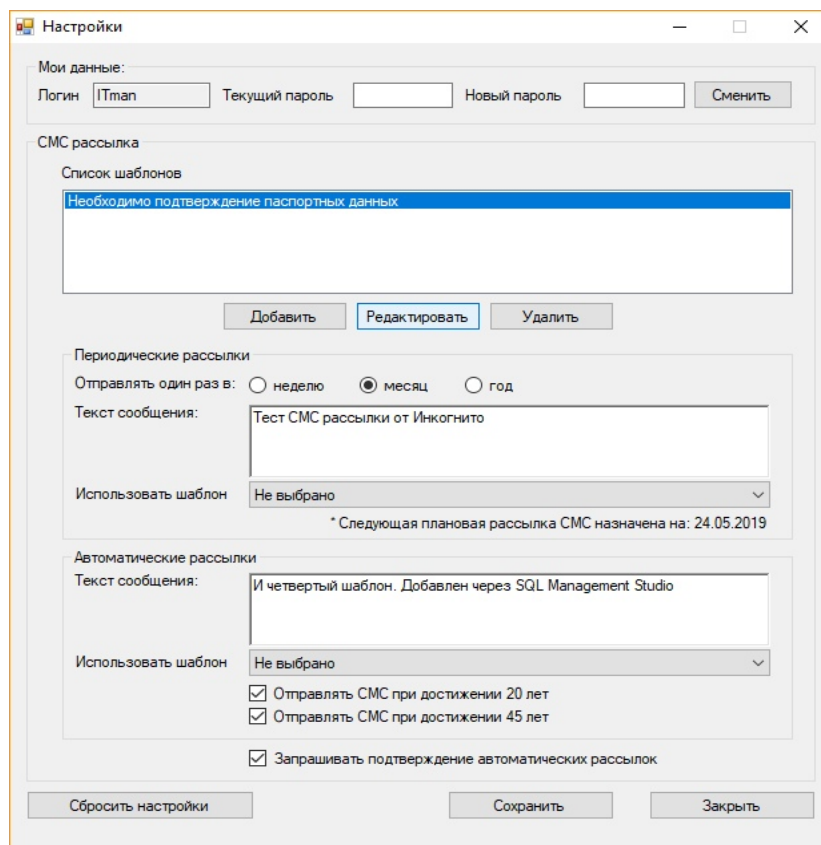 Настройки
Мои данные:
Логин ITman Текущий пароль Новый пароль Сменить
СМС рассылка
Список шаблонов
Необходимо подтверждение паспортных данных
Добавить Редактировать Удалить
Периодические рассылки
Отправлять один раз в: неделю месяц год
Текст сообщения: Тест СМС рассылки от Инкогнито
Использовать шаблон Не выбрано
* Следующая плановая рассылка СМС назначена на: 24.05.2019
Автоматические рассылки
Текст сообщения: И четвертый шаблон. Добавлен через SQL Management Studio
Использовать шаблон Не выбрано
Отправлять СМС при достижении 20 лет
Отправлять СМС при достижении 45 лет
Запрашивать подтверждение автоматических рассылок
Сбросить настройки Сохранить Закрыть